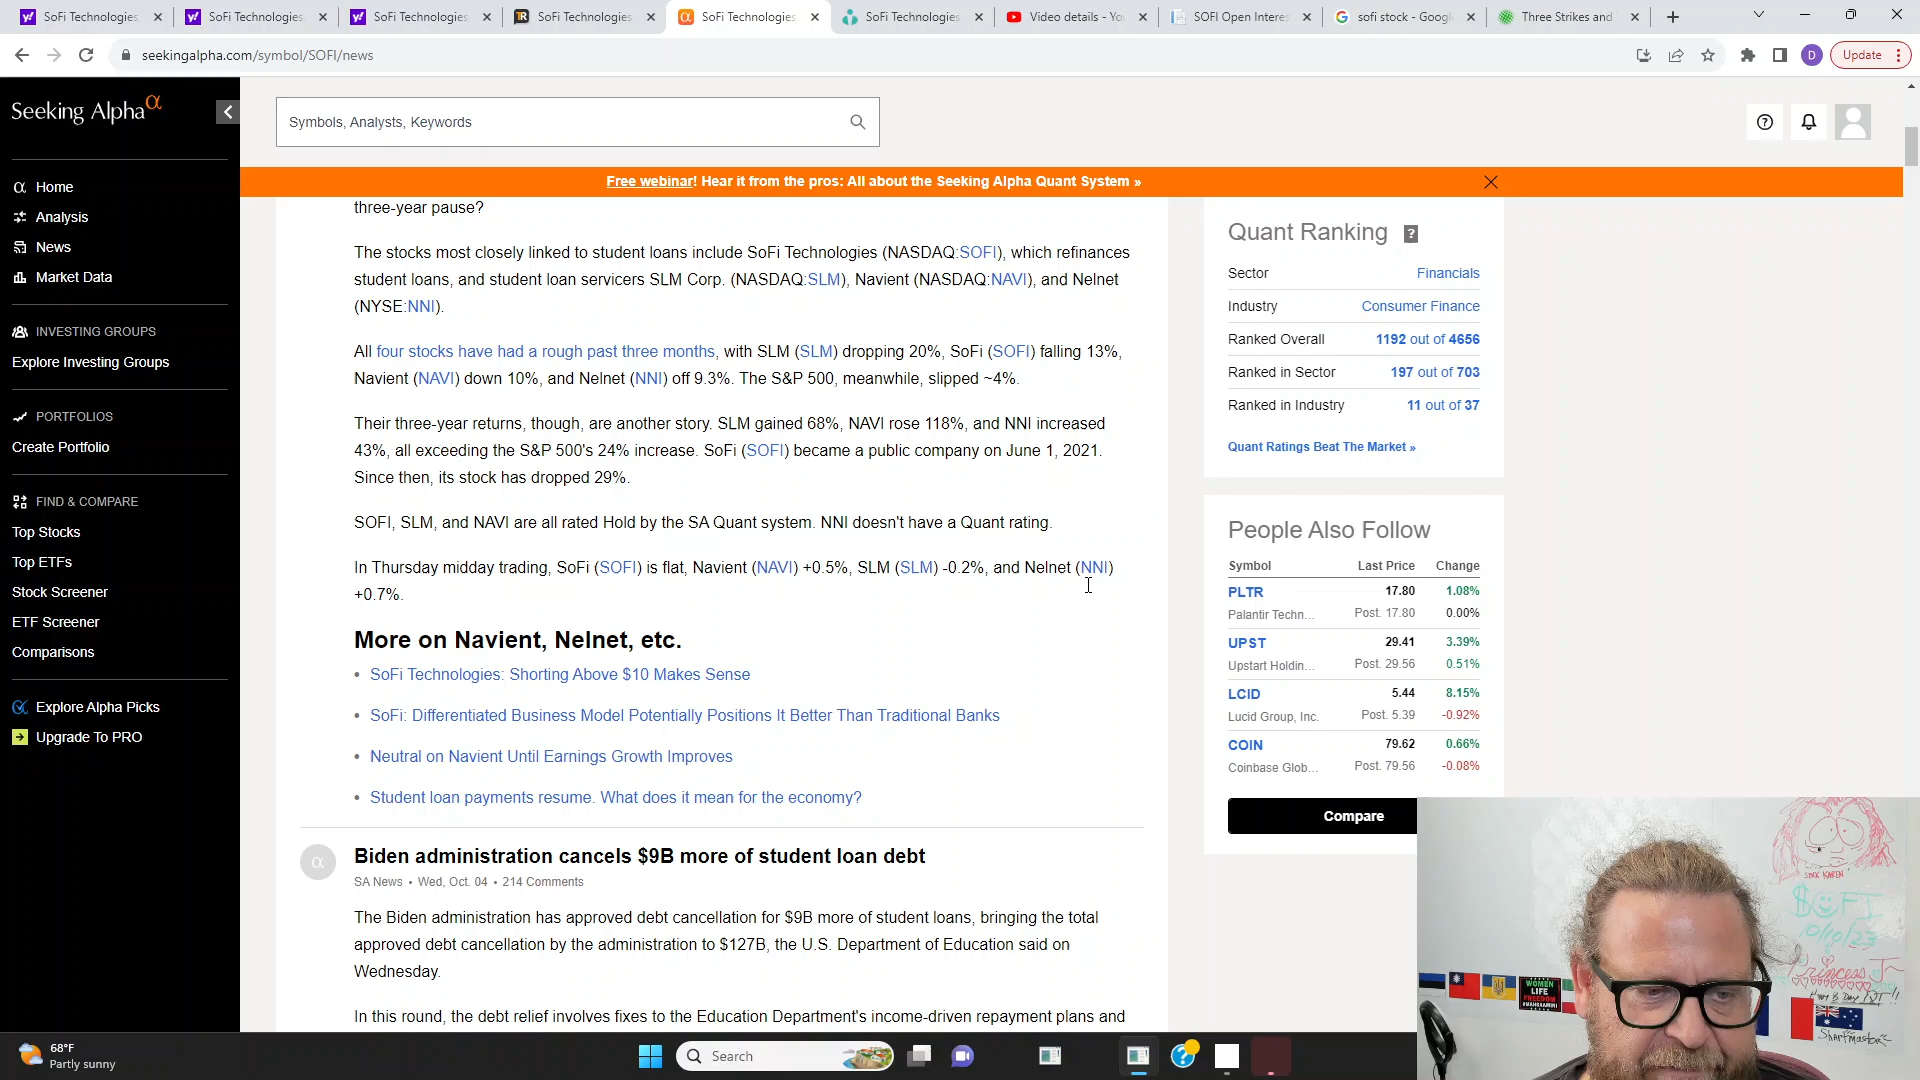 SoFi Technologies
SoFi Technologies
SoFi Technologies
SoFi Technologies
SoFi Technologies
SoFi Technologies
Video details - Yo
SOFI Open Interes
sofi stock - Googl
Three Strikes and
seekingalpha.com/symbol/SOFI/news
D
Update
Seeking Alpha α
Symbols, Analysts, Keywords
Free webinar! Hear it from the pros: All about the Seeking Alpha Quant System »
Home
Analysis
News
Market Data
INVESTING GROUPS
Explore Investing Groups
PORTFOLIOS
Create Portfolio
FIND & COMPARE
Top Stocks
Top ETFs
Stock Screener
ETF Screener
Comparisons
Explore Alpha Picks
Upgrade To PRO
three-year pause?
The stocks most closely linked to student loans include SoFi Technologies (NASDAQ:SOFI), which refinances
student loans, and student loan servicers SLM Corp. (NASDAQ:SLM), Navient (NASDAQ:NAVI), and Nelnet
(NYSE:NNI).
All four stocks have had a rough past three months, with SLM (SLM) dropping 20%, SoFi (SOFI) falling 13%,
Navient (NAVI) down 10%, and Nelnet (NNI) off 9.3%. The S&P 500, meanwhile, slipped ~4%.
Their three-year returns, though, are another story. SLM gained 68%, NAVI rose 118%, and NNI increased
43%, all exceeding the S&P 500's 24% increase. SoFi (SOFI) became a public company on June 1, 2021.
Since then, its stock has dropped 29%.
SOFI, SLM, and NAVI are all rated Hold by the SA Quant system. NNI doesn't have a Quant rating.
In Thursday midday trading, SoFi (SOFI) is flat, Navient (NAVI) +0.5%, SLM (SLM) -0.2%, and Nelnet (NNI)
+0.7%.
More on Navient, Nelnet, etc.
• SoFi Technologies: Shorting Above $10 Makes Sense
• SoFi: Differentiated Business Model Potentially Positions It Better Than Traditional Banks
• Neutral on Navient Until Earnings Growth Improves
• Student loan payments resume. What does it mean for the economy?
α
Biden administration cancels $9B more of student loan debt
SA News • Wed, Oct. 04 • 214 Comments
The Biden administration has approved debt cancellation for $9B more of student loans, bringing the total
approved debt cancellation by the administration to $127B, the U.S. Department of Education said on
Wednesday.
In this round, the debt relief involves fixes to the Education Department's income-driven repayment plans and
Quant Ranking ?
Sector Financials
Industry Consumer Finance
Ranked Overall 1192 out of 4656
Ranked in Sector 197 out of 703
Ranked in Industry 11 out of 37
Quant Ratings Beat The Market »
People Also Follow
Symbol Last Price Change
PLTR 17.80 1.08%
Palantir Techn... Post. 17.80 0.00%
UPST 29.41 3.39%
Upstart Holdin... Post. 29.56 0.51%
LCID 5.44 8.15%
Lucid Group, Inc. Post. 5.39 -0.92%
COIN 79.62 0.66%
Coinbase Glob... Post. 79.56 -0.08%
Compare
$OFI
10/10/23
Princess J
WOMEN
LIFE
FREEDOM
#MAHSAAMINI
68°F
Partly sunny
Search